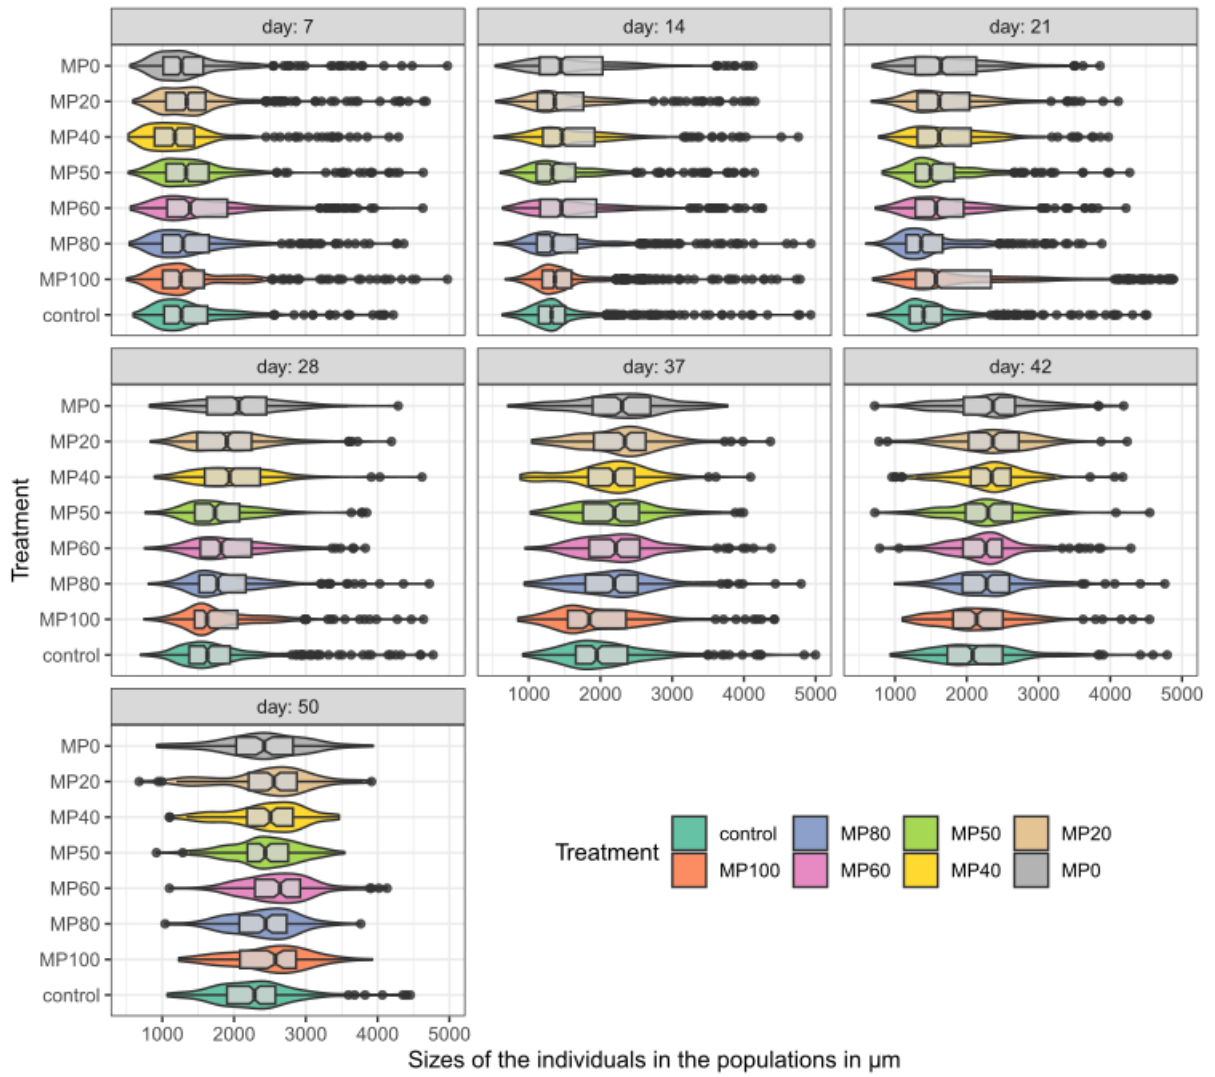 day: 7
day: 14
day: 21
MP0
MP20
MP40
MP50
MP60
MP80
MP100
control
day: 28
day: 37
day: 42
MP0
MP20
MP40
MP50
MP60
MP80
MP100
control
1000 2000 3000 4000 5000
1000 2000 3000 4000 5000
day: 50
MP0
MP20
MP40
MP50
MP60
MP80
MP100
control
1000 2000 3000 4000 5000
Treatment
Sizes of the individuals in the populations in µm
Treatment
control MP80 MP50 MP20
MP100 MP60 MP40 MP0